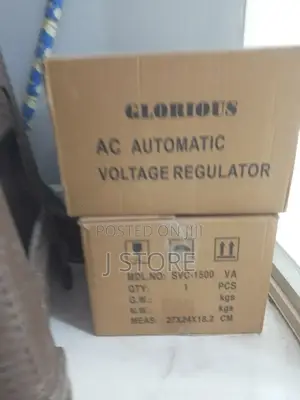 GLORIOUS
AC AUTOMATIC
VOLTAGE REGULATOR
POSTED ON JIJI
J STORE
MDL.NO: SVC-1500 VA
QTY: 1 PCS
G.W.: kgs
N.W.: kgs
MEAS: 27X24X18.2 CM